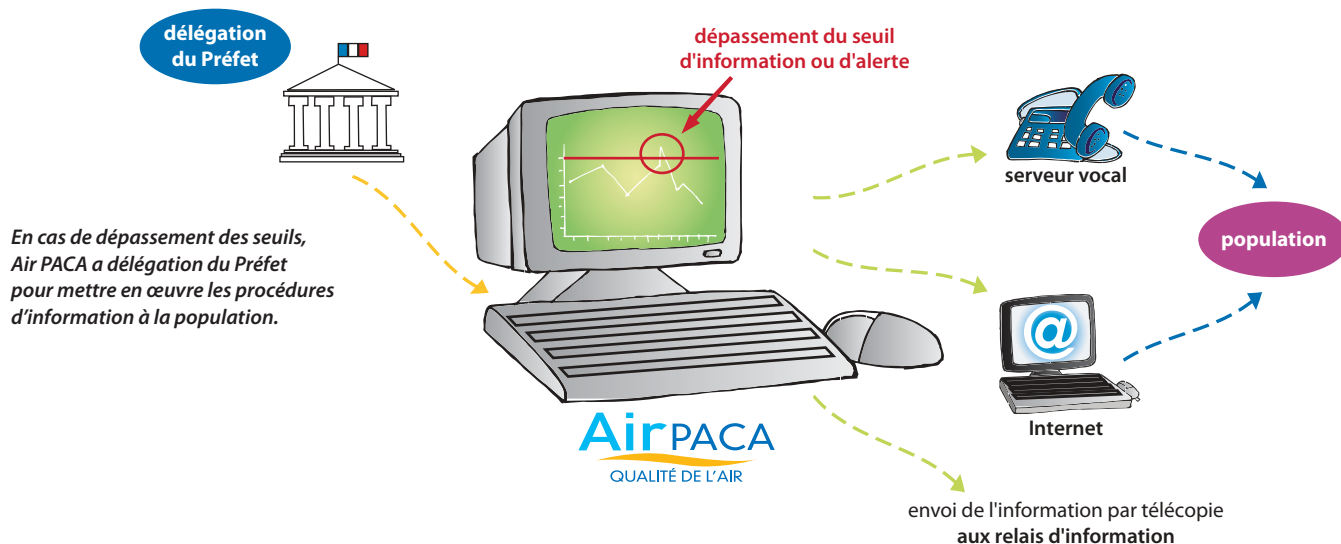 délégation
du Préfet
dépassement du seuil
d'information ou d'alerte
serveur vocal
population
En cas de dépassement des seuils,
Air PACA a délégation du Préfet
pour mettre en œuvre les procédures
d’information à la population.
@
Internet
AirPACA
QUALITÉ DE L'AIR
envoi de l'information par télécopie
aux relais d'information